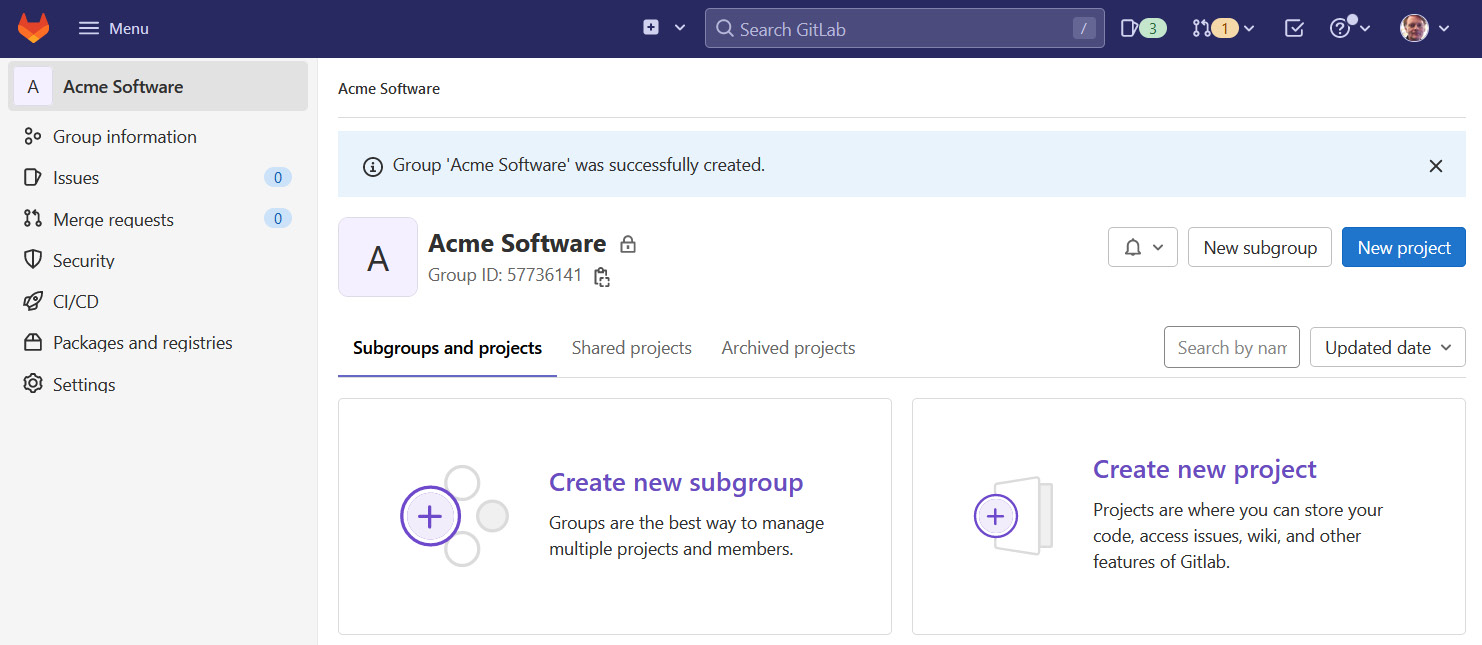 Menu
Search GitLab
/
3
1
A
Acme Software
Group information
Issues
0
Merge requests
0
Security
CI/CD
Packages and registries
Settings
Acme Software
Group 'Acme Software' was successfully created.
A
Acme Software
Group ID: 57736141
New subgroup
New project
Subgroups and projects
Shared projects
Archived projects
Search by nam
Updated date
Create new subgroup
Groups are the best way to manage
multiple projects and members.
Create new project
Projects are where you can store your
code, access issues, wiki, and other
features of Gitlab.